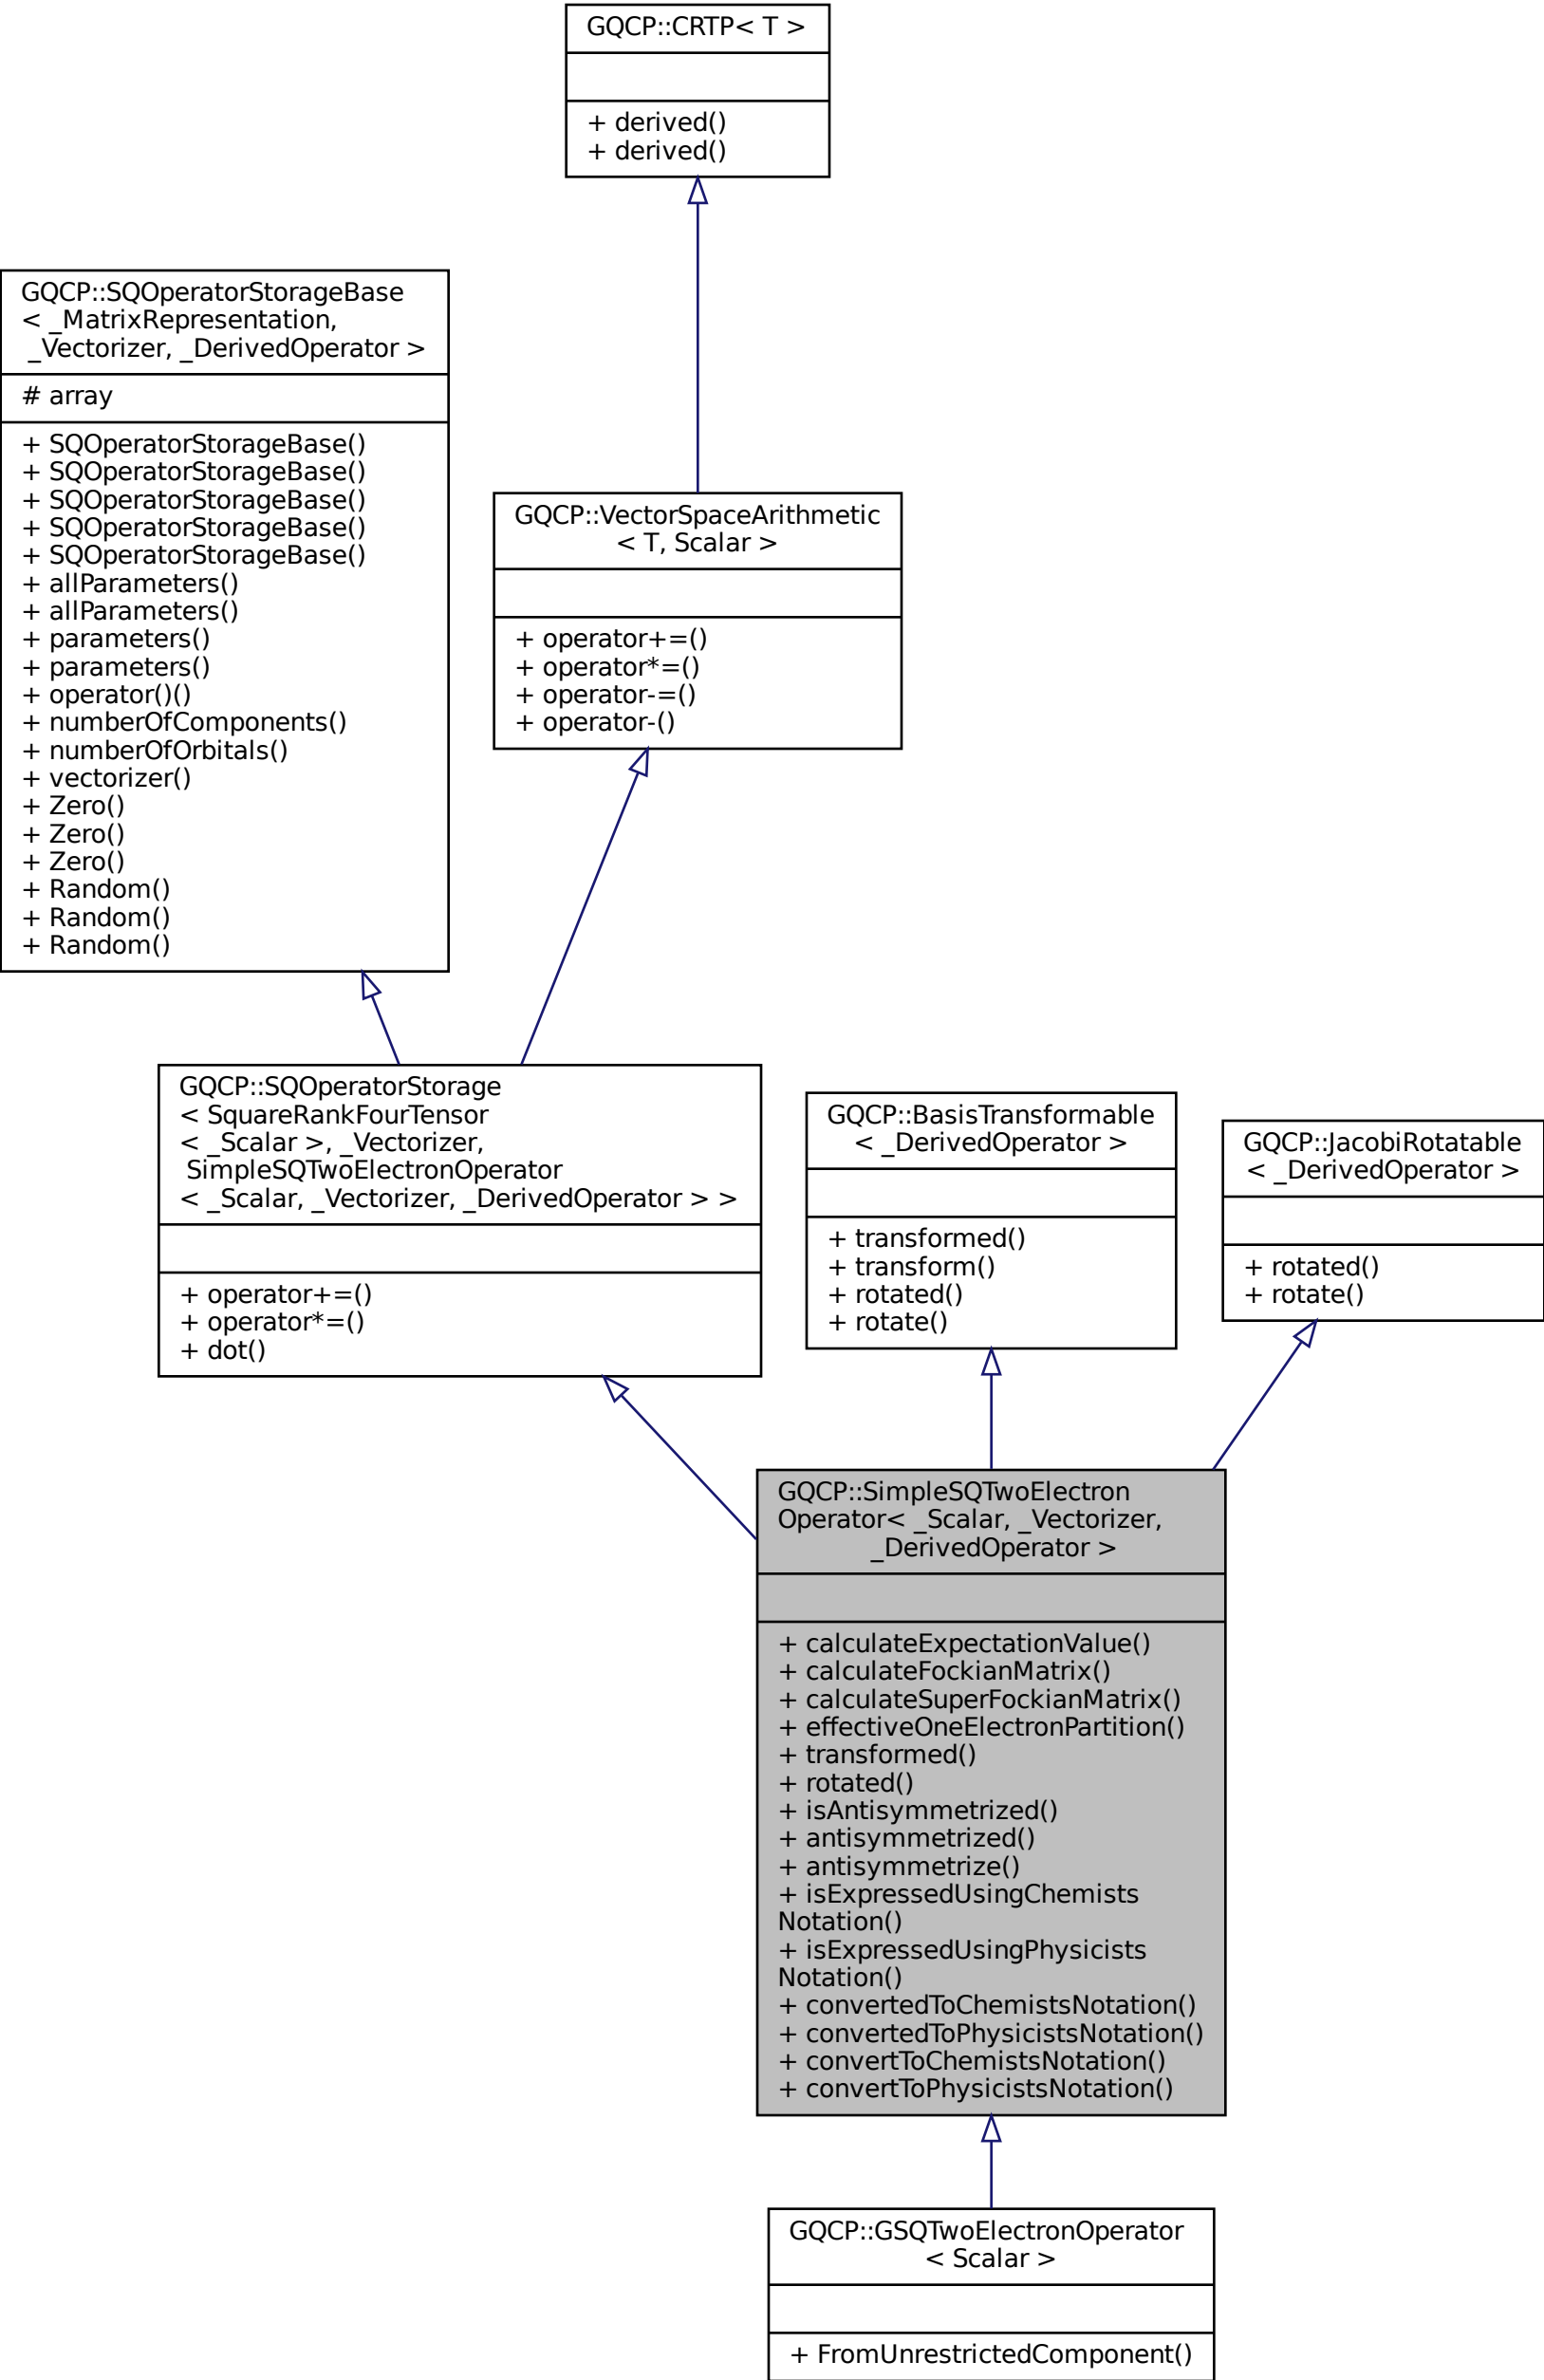 GQCP::CRTP< T >
+ derived()
+ derived()
GQCP::SQOperatorStorageBase
< _MatrixRepresentation,
_Vectorizer, _DerivedOperator >
# array
+ SQOperatorStorageBase()
+ SQOperatorStorageBase()
+ SQOperatorStorageBase()
+ SQOperatorStorageBase()
+ SQOperatorStorageBase()
+ allParameters()
+ allParameters()
+ parameters()
+ parameters()
+ operator()()
+ numberOfComponents()
+ numberOfOrbitals()
+ vectorizer()
+ Zero()
+ Zero()
+ Zero()
+ Random()
+ Random()
+ Random()
GQCP::VectorSpaceArithmetic
< T, Scalar >
+ operator+=()
+ operator*=()
+ operator-=()
+ operator-()
GQCP::SQOperatorStorage
< SquareRankFourTensor
< _Scalar >, _Vectorizer,
SimpleSQTwoElectronOperator
< _Scalar, _Vectorizer, _DerivedOperator > >
+ operator+=()
+ operator*=()
+ dot()
GQCP::BasisTransformable
< _DerivedOperator >
+ transformed()
+ transform()
+ rotated()
+ rotate()
GQCP::JacobiRotatable
< _DerivedOperator >
+ rotated()
+ rotate()
GQCP::SimpleSQTwoElectron
Operator< _Scalar, _Vectorizer,
_DerivedOperator >
+ calculateExpectationValue()
+ calculateFockianMatrix()
+ calculateSuperFockianMatrix()
+ effectiveOneElectronPartition()
+ transformed()
+ rotated()
+ isAntisymmetrized()
+ antisymmetrized()
+ antisymmetrize()
+ isExpressedUsingChemists
Notation()
+ isExpressedUsingPhysicists
Notation()
+ convertedToChemistsNotation()
+ convertedToPhysicistsNotation()
+ convertToChemistsNotation()
+ convertToPhysicistsNotation()
GQCP::GSQTwoElectronOperator
< Scalar >
+ FromUnrestrictedComponent()